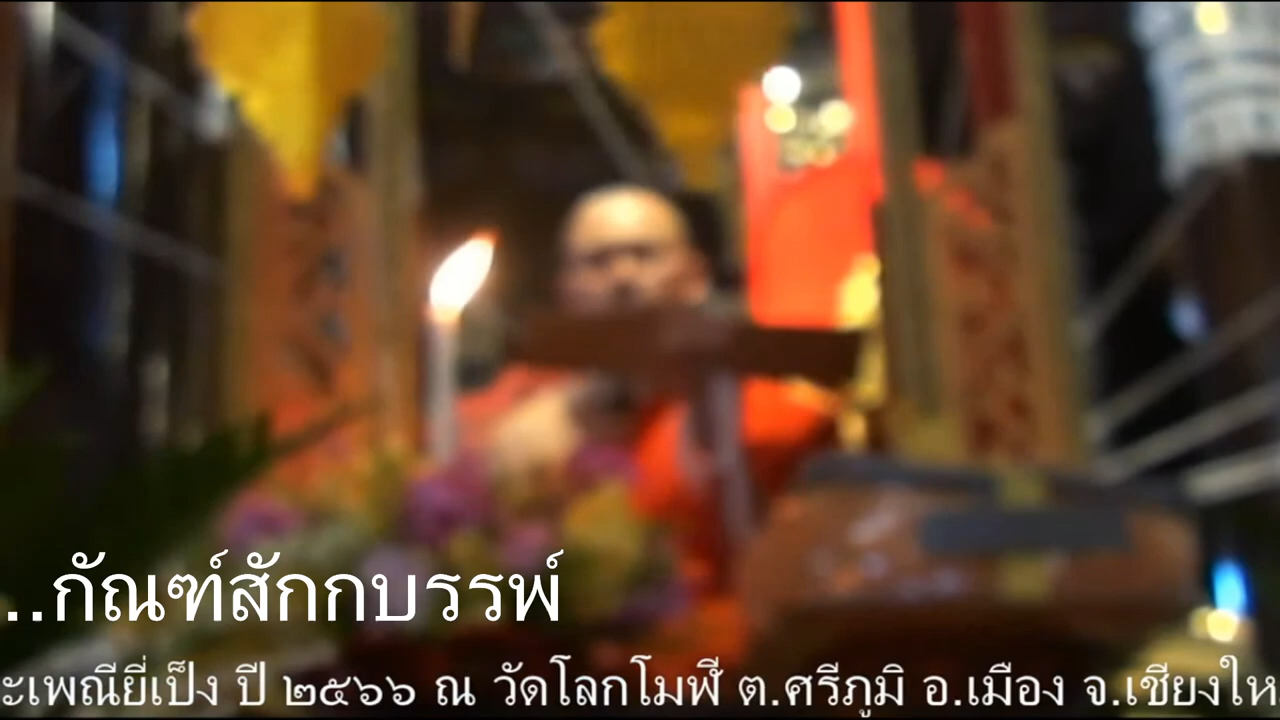 ..กัณฑ์สักกบรรพ์
ะเพณียี่เป็ง ปี ๒๕๖๖ ณ วัดโลกโมฬี ต.ศรีภูมิ อ.เมือง จ.เชียงให